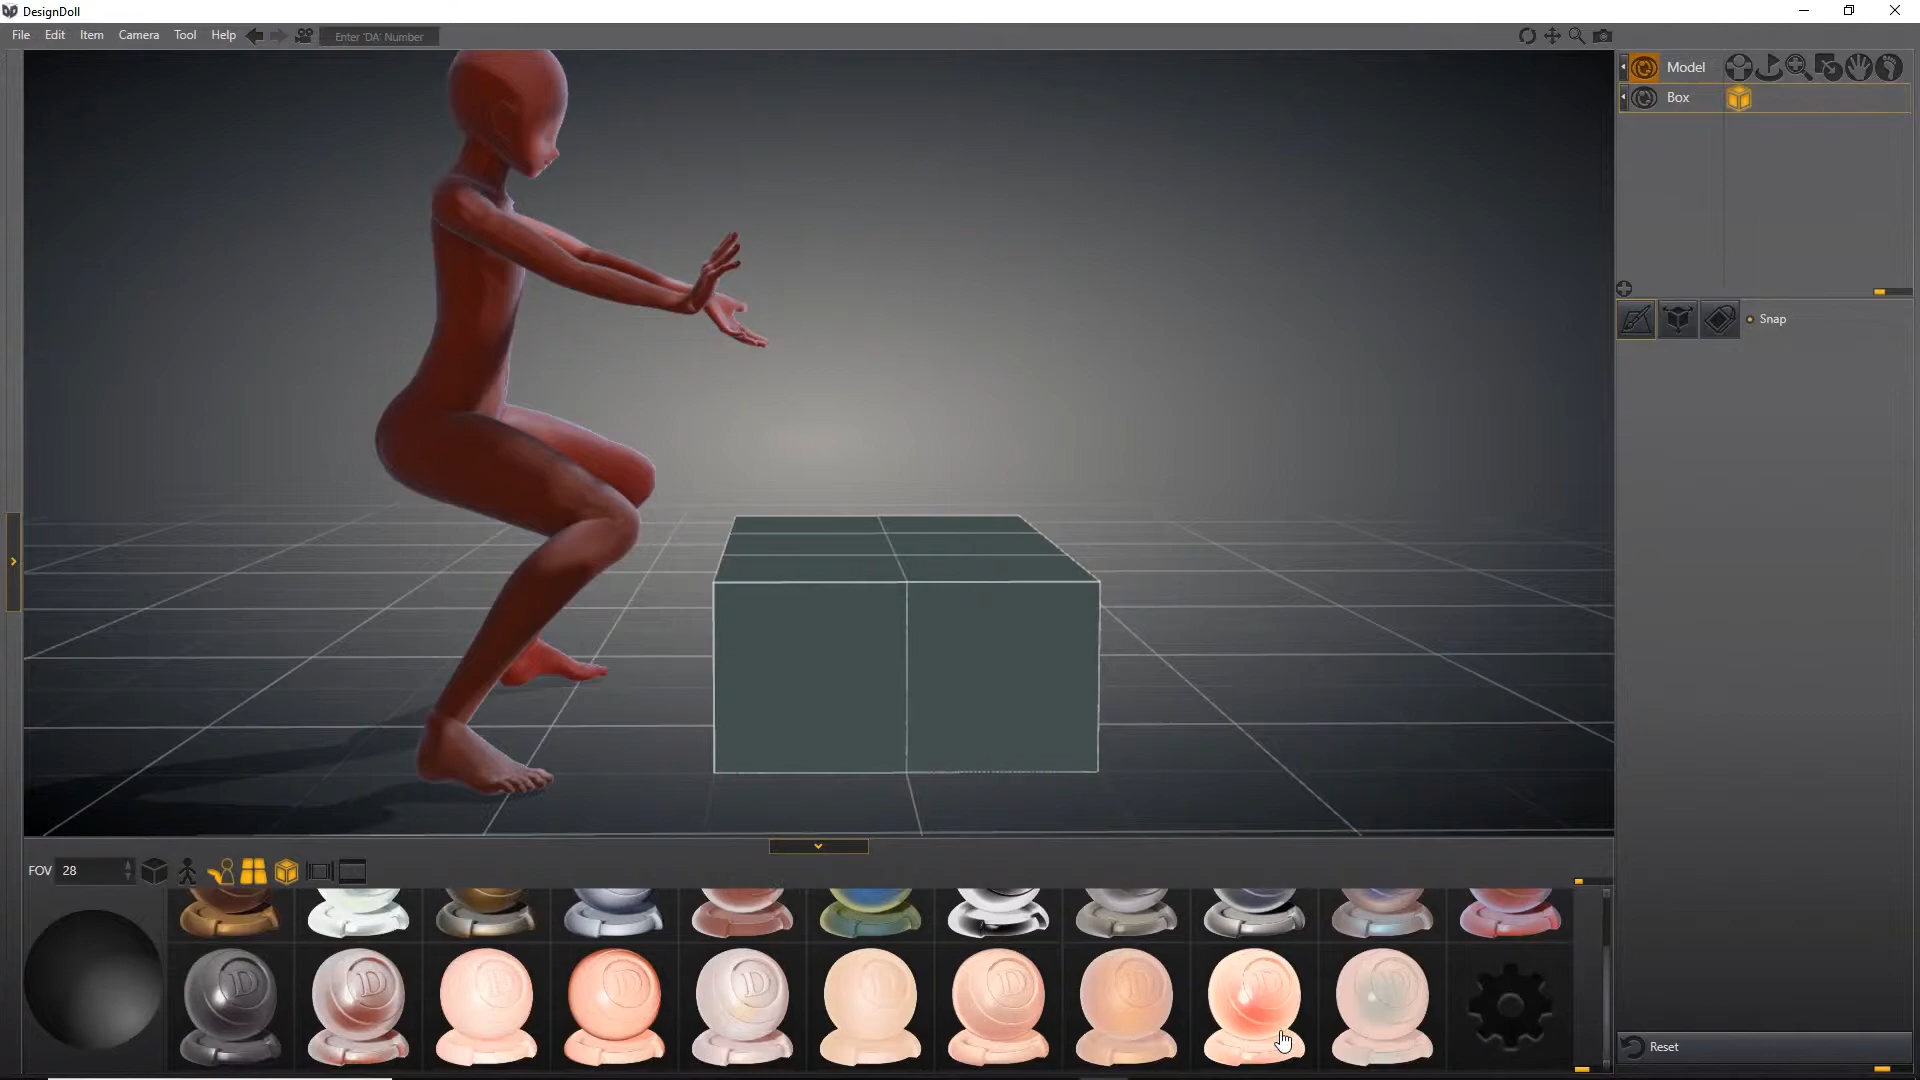 DesignDoll
File Edit Item Camera Tool Help Enter 'DA' Number
Model
Box
Snap
FOV 28
D D D D D D D D D D
Reset